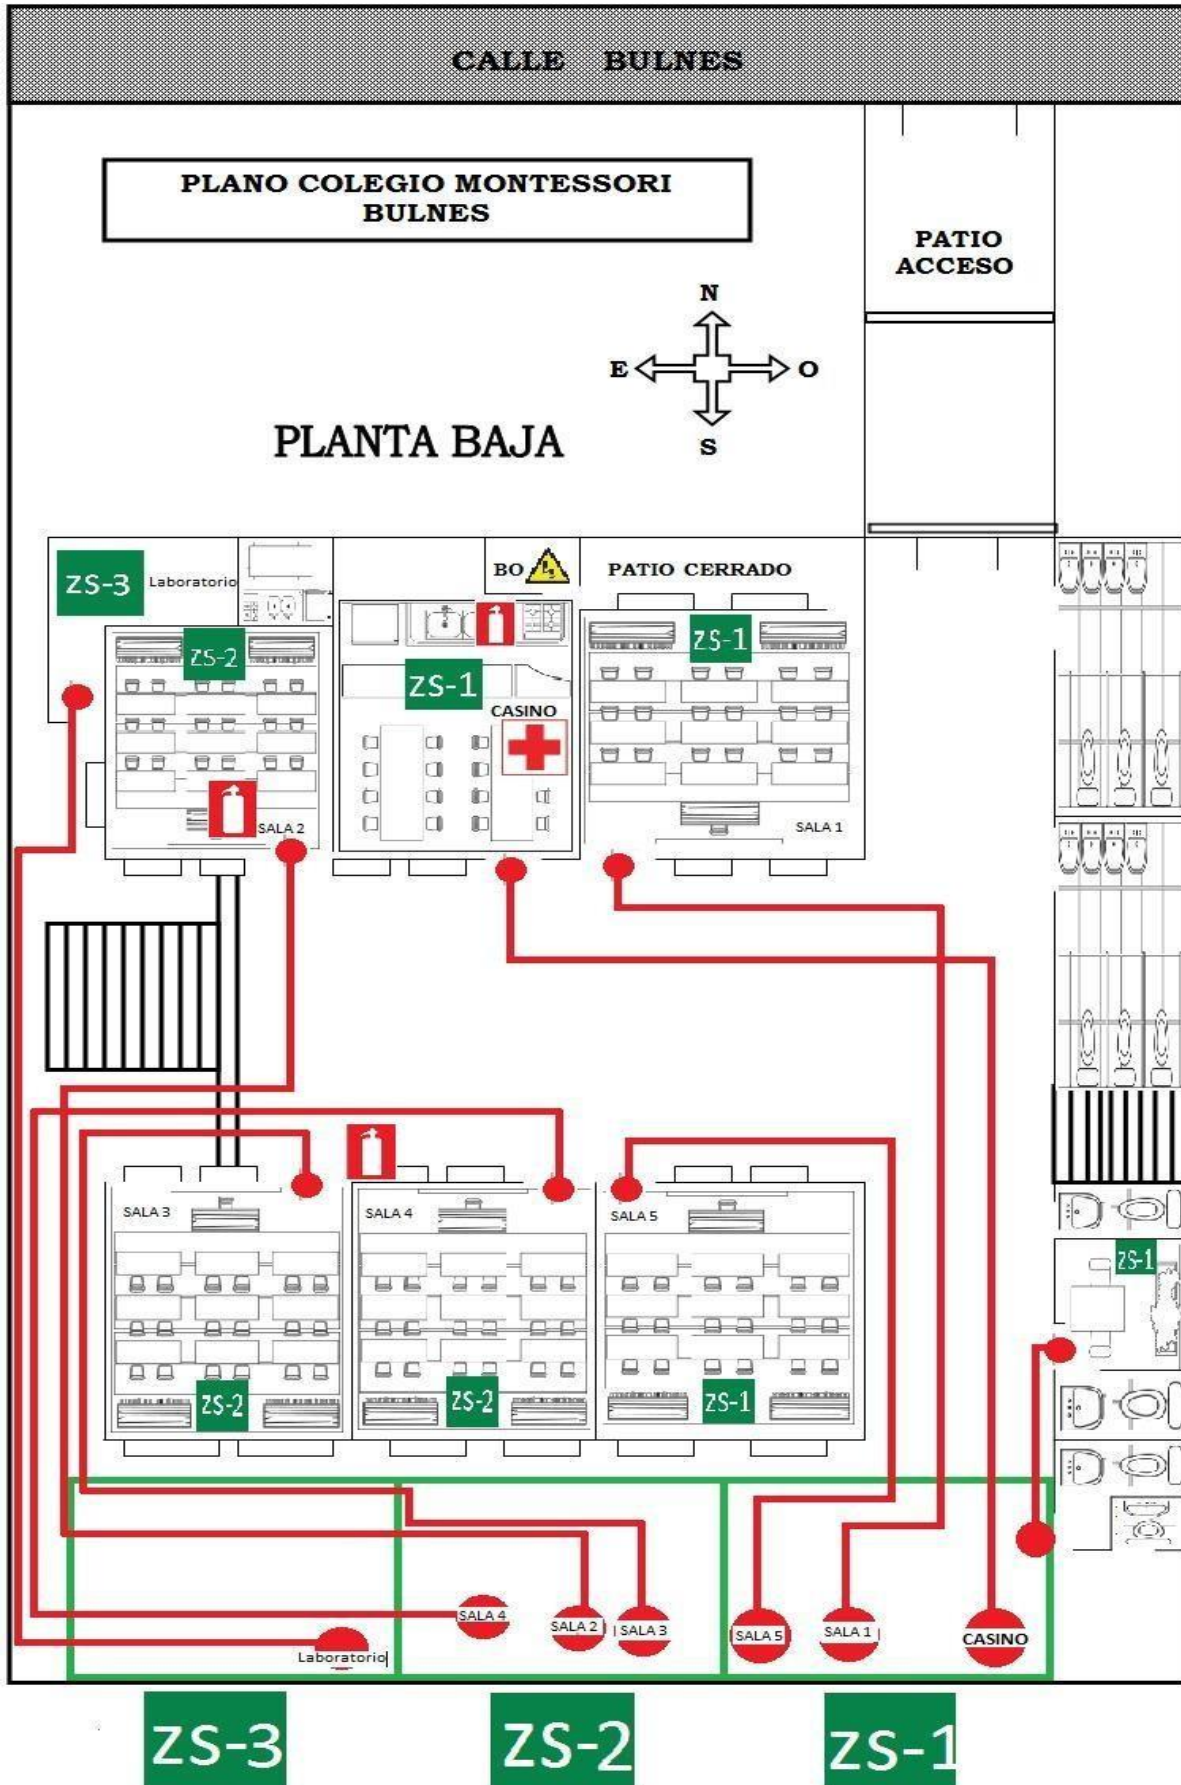 CALLE BULNES
PLANO COLEGIO MONTESSORI
BULNES
PATIO
ACCESO
N
E
O
S
PLANTA BAJA
ZS-3
Laboratorio
BO
PATIO CERRADO
ZS-2
ZS-1
ZS-1
CASINO
SALA 2
SALA 1
SALA 3
SALA 4
SALA 5
ZS-1
ZS-2
ZS-2
ZS-1
SALA 4
SALA 2
SALA 3
SALA 5
SALA 1
CASINO
Laboratorio
ZS-3
ZS-2
ZS-1